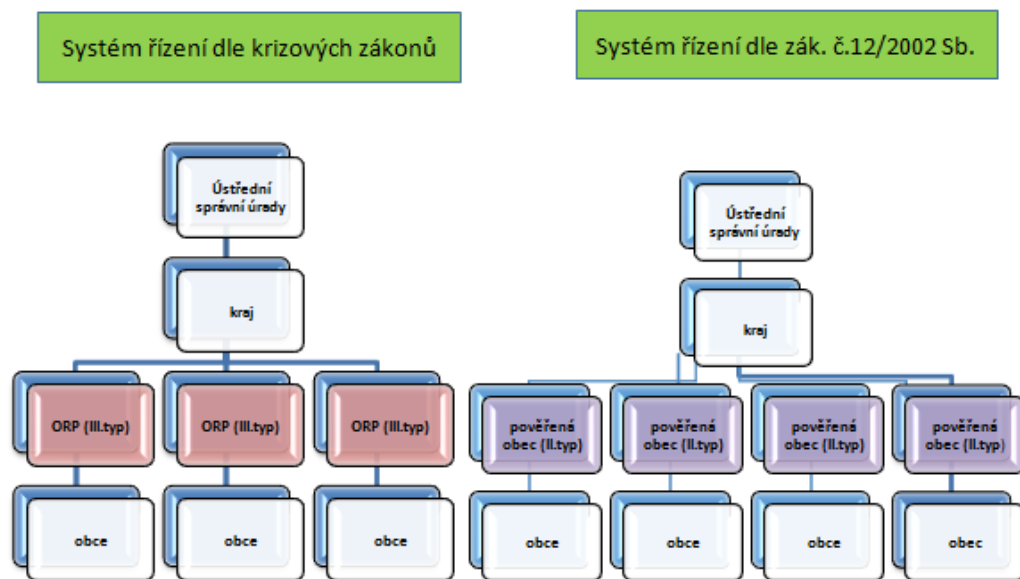 Systém řízení dle krizových zákonů
Systém řízení dle zák. č.12/2002 Sb.
Ústřední
správní úrady
kraj
ORP (III.typ)
ORP (III.typ)
ORP (III.typ)
obce
obce
obce
Ústřední
správní úrady
kraj
pověřená
obec (II.typ)
pověřená
obec (II.typ)
pověřená
obec (II.typ)
pověřená
obec (II.typ)
obce
obce
obce
obec